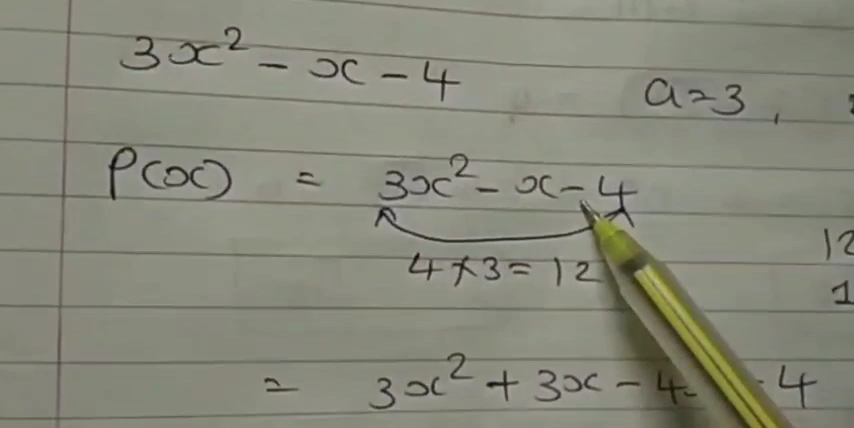 3x² - x - 4
a=3,
P(x) = 3x² - x - 4
4×3=12
12
1
= 3x² + 3x - 4 - 4